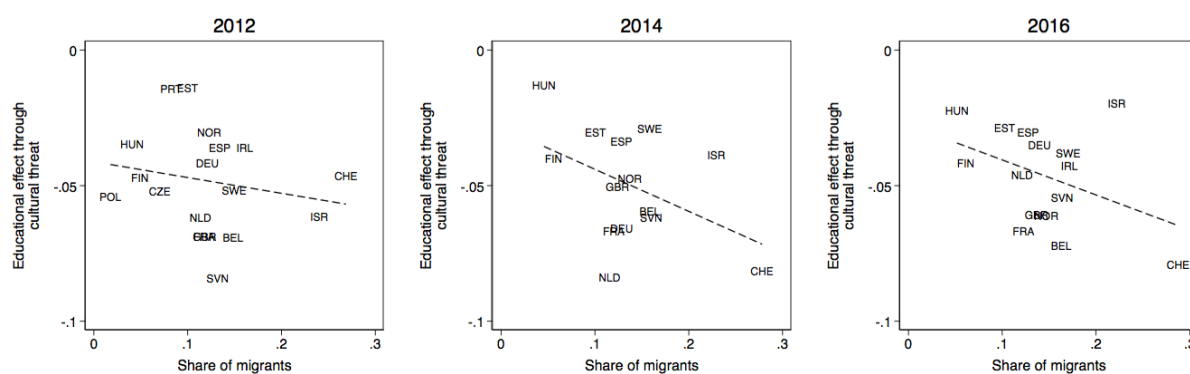 2012
Educational effect through
cultural threat
0
-.05
-.1
PRT EST
NOR
HUN
ESP IRL
DEU
FIN
CHE
CZE
SWE
POL
NLD
ISR
GBR
BEL
SVN
0 .1 .2 .3
Share of migrants
2014
Educational effect through
cultural threat
0
-.05
-.1
HUN
EST
SWE
ESP
FIN
ISR
NOR
GBR
BEL
SVN
DEU
FRA
NLD
CHE
0 .1 .2 .3
Share of migrants
2016
Educational effect through
cultural threat
0
-.05
-.1
ISR
HUN
EST
ESP
DEU
SWE
FIN
IRL
NLD
SVN
GBR
NOR
FRA
BEL
CHE
0 .1 .2 .3
Share of migrants